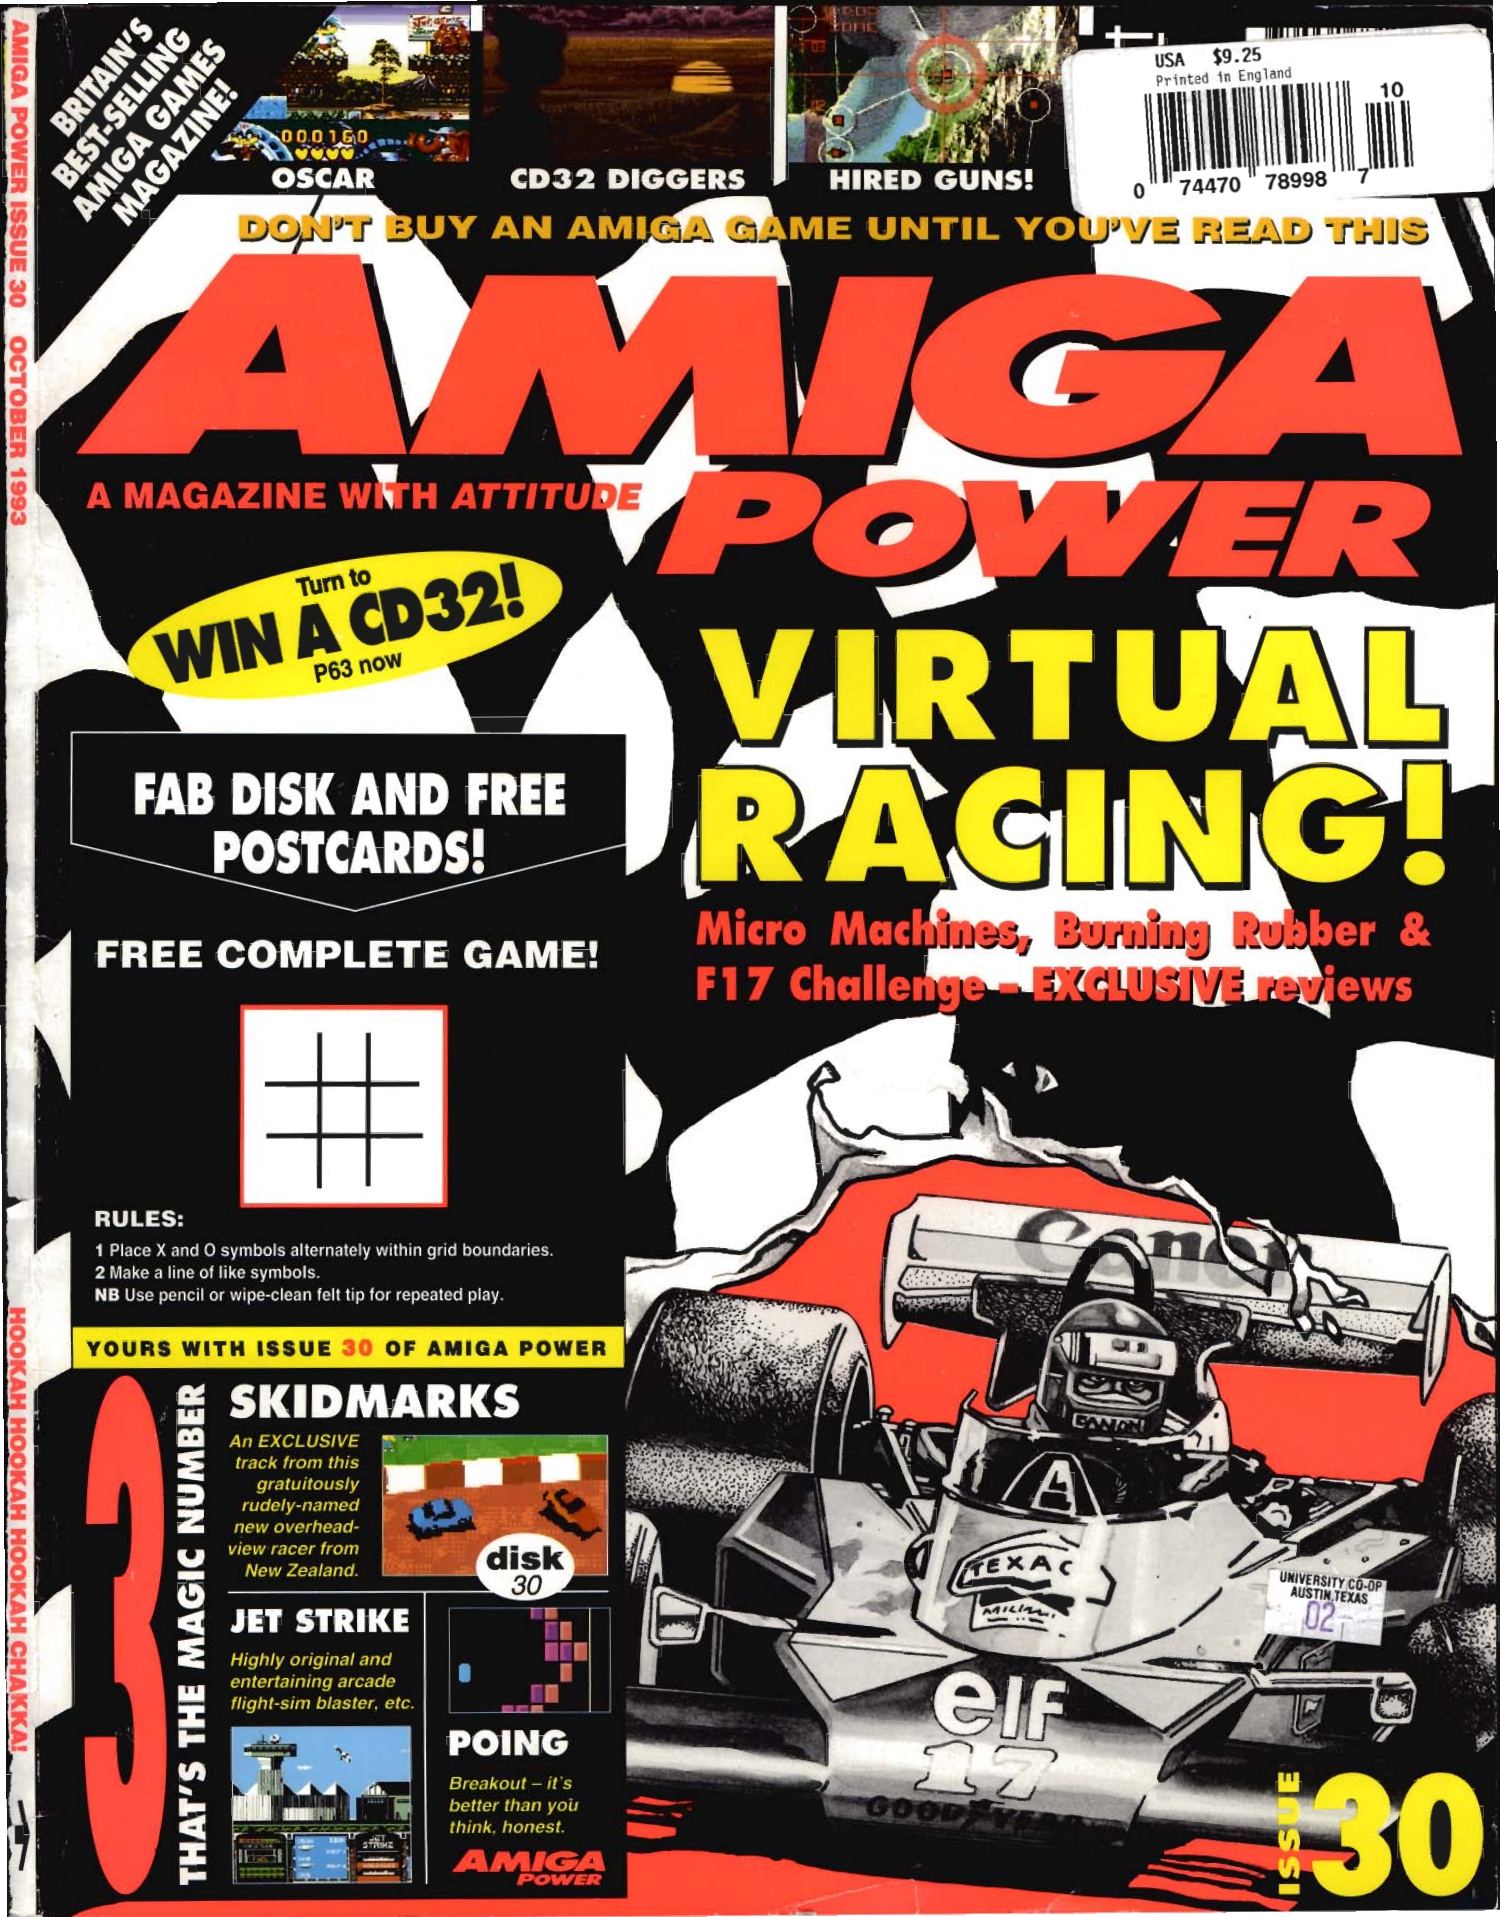 AMIGA POWER ISSUE 30 OCTOBER 1993
HOOKAH HOOKAH HOOKAH CHAKKA!
BRITAIN'S
BEST-SELLING
AMIGA GAMES
MAGAZINE!
000160
OSCAR
CD32 DIGGERS
HIRED GUNS!
USA $9.25
Printed in England
10
0 74470 78998 7
DON'T BUY AN AMIGA GAME UNTIL YOU'VE READ THIS
AMIGA
POWER
A MAGAZINE WITH ATTITUDE
Turn to
WIN A CD32!
P63 now
VIRTUAL
RACING!
Micro Machines, Burning Rubber &
F17 Challenge – EXCLUSIVE reviews
FAB DISK AND FREE
POSTCARDS!
FREE COMPLETE GAME!
RULES:
1 Place X and O symbols alternately within grid boundaries.
2 Make a line of like symbols.
NB Use pencil or wipe-clean felt tip for repeated play.
YOURS WITH ISSUE 30 OF AMIGA POWER
3
THAT'S THE MAGIC NUMBER
SKIDMARKS
An EXCLUSIVE
track from this
gratuitously
rudely-named
new overhead-
view racer from
New Zealand.
disk
30
JET STRIKE
Highly original and
entertaining arcade
flight-sim blaster, etc.
JET
STRIKE
POING
Breakout – it's
better than you
think, honest.
AMIGA
POWER
Canon
CANON
A
TEXAC
elf
17
GOODYEAR
UNIVERSITY CO-OP
AUSTIN, TEXAS
02
ISSUE
30